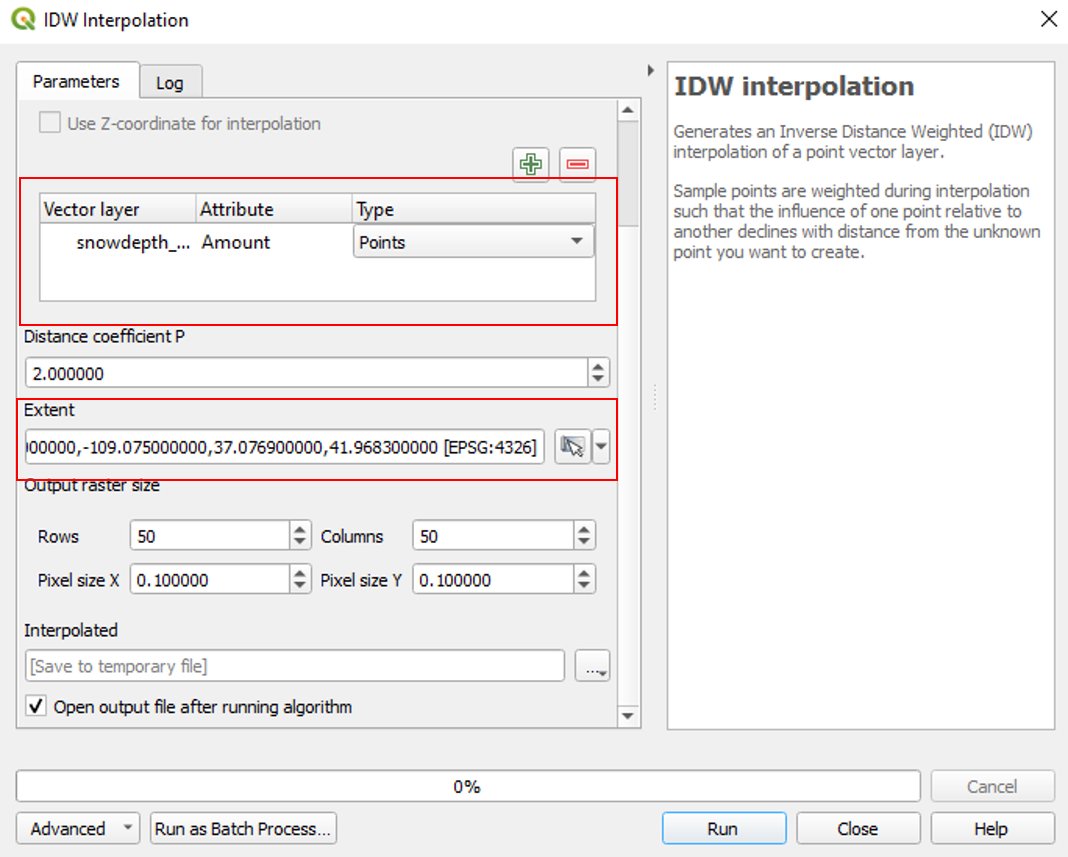 IDW Interpolation
Parameters
Log
Use Z-coordinate for interpolation
Vector layer Attribute Type
snowdepth_... Amount Points
Distance coefficient P
2.000000
Extent
00000,-109.075000000,37.076900000,41.968300000 [EPSG:4326]
Output raster size
Rows 50 Columns 50
Pixel size X 0.100000 Pixel size Y 0.100000
Interpolated
[Save to temporary file]
...
Open output file after running algorithm
IDW interpolation
Generates an Inverse Distance Weighted (IDW)
interpolation of a point vector layer.
Sample points are weighted during interpolation
such that the influence of one point relative to
another declines with distance from the unknown
point you want to create.
0%
Cancel
Advanced
Run as Batch Process...
Run
Close
Help